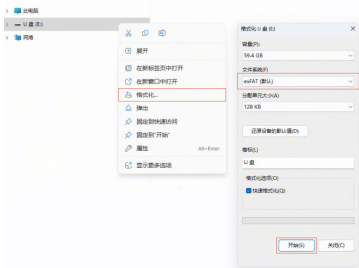 此电脑
U 盘 (E:)
网络
展开
在新标签页中打开
在新窗口中打开
格式化...
弹出
固定到快速访问
固定到"开始"
属性 Alt+Enter
显示更多选项
格式化 U 盘 (E:)
容量(P):
59.4 GB
文件系统(F)
exFAT (默认)
分配单元大小(A)
128 KB
还原设备的默认值(D)
卷标(L)
U 盘
格式化选项(O)
快速格式化(Q)
开始(S)
关闭(C)